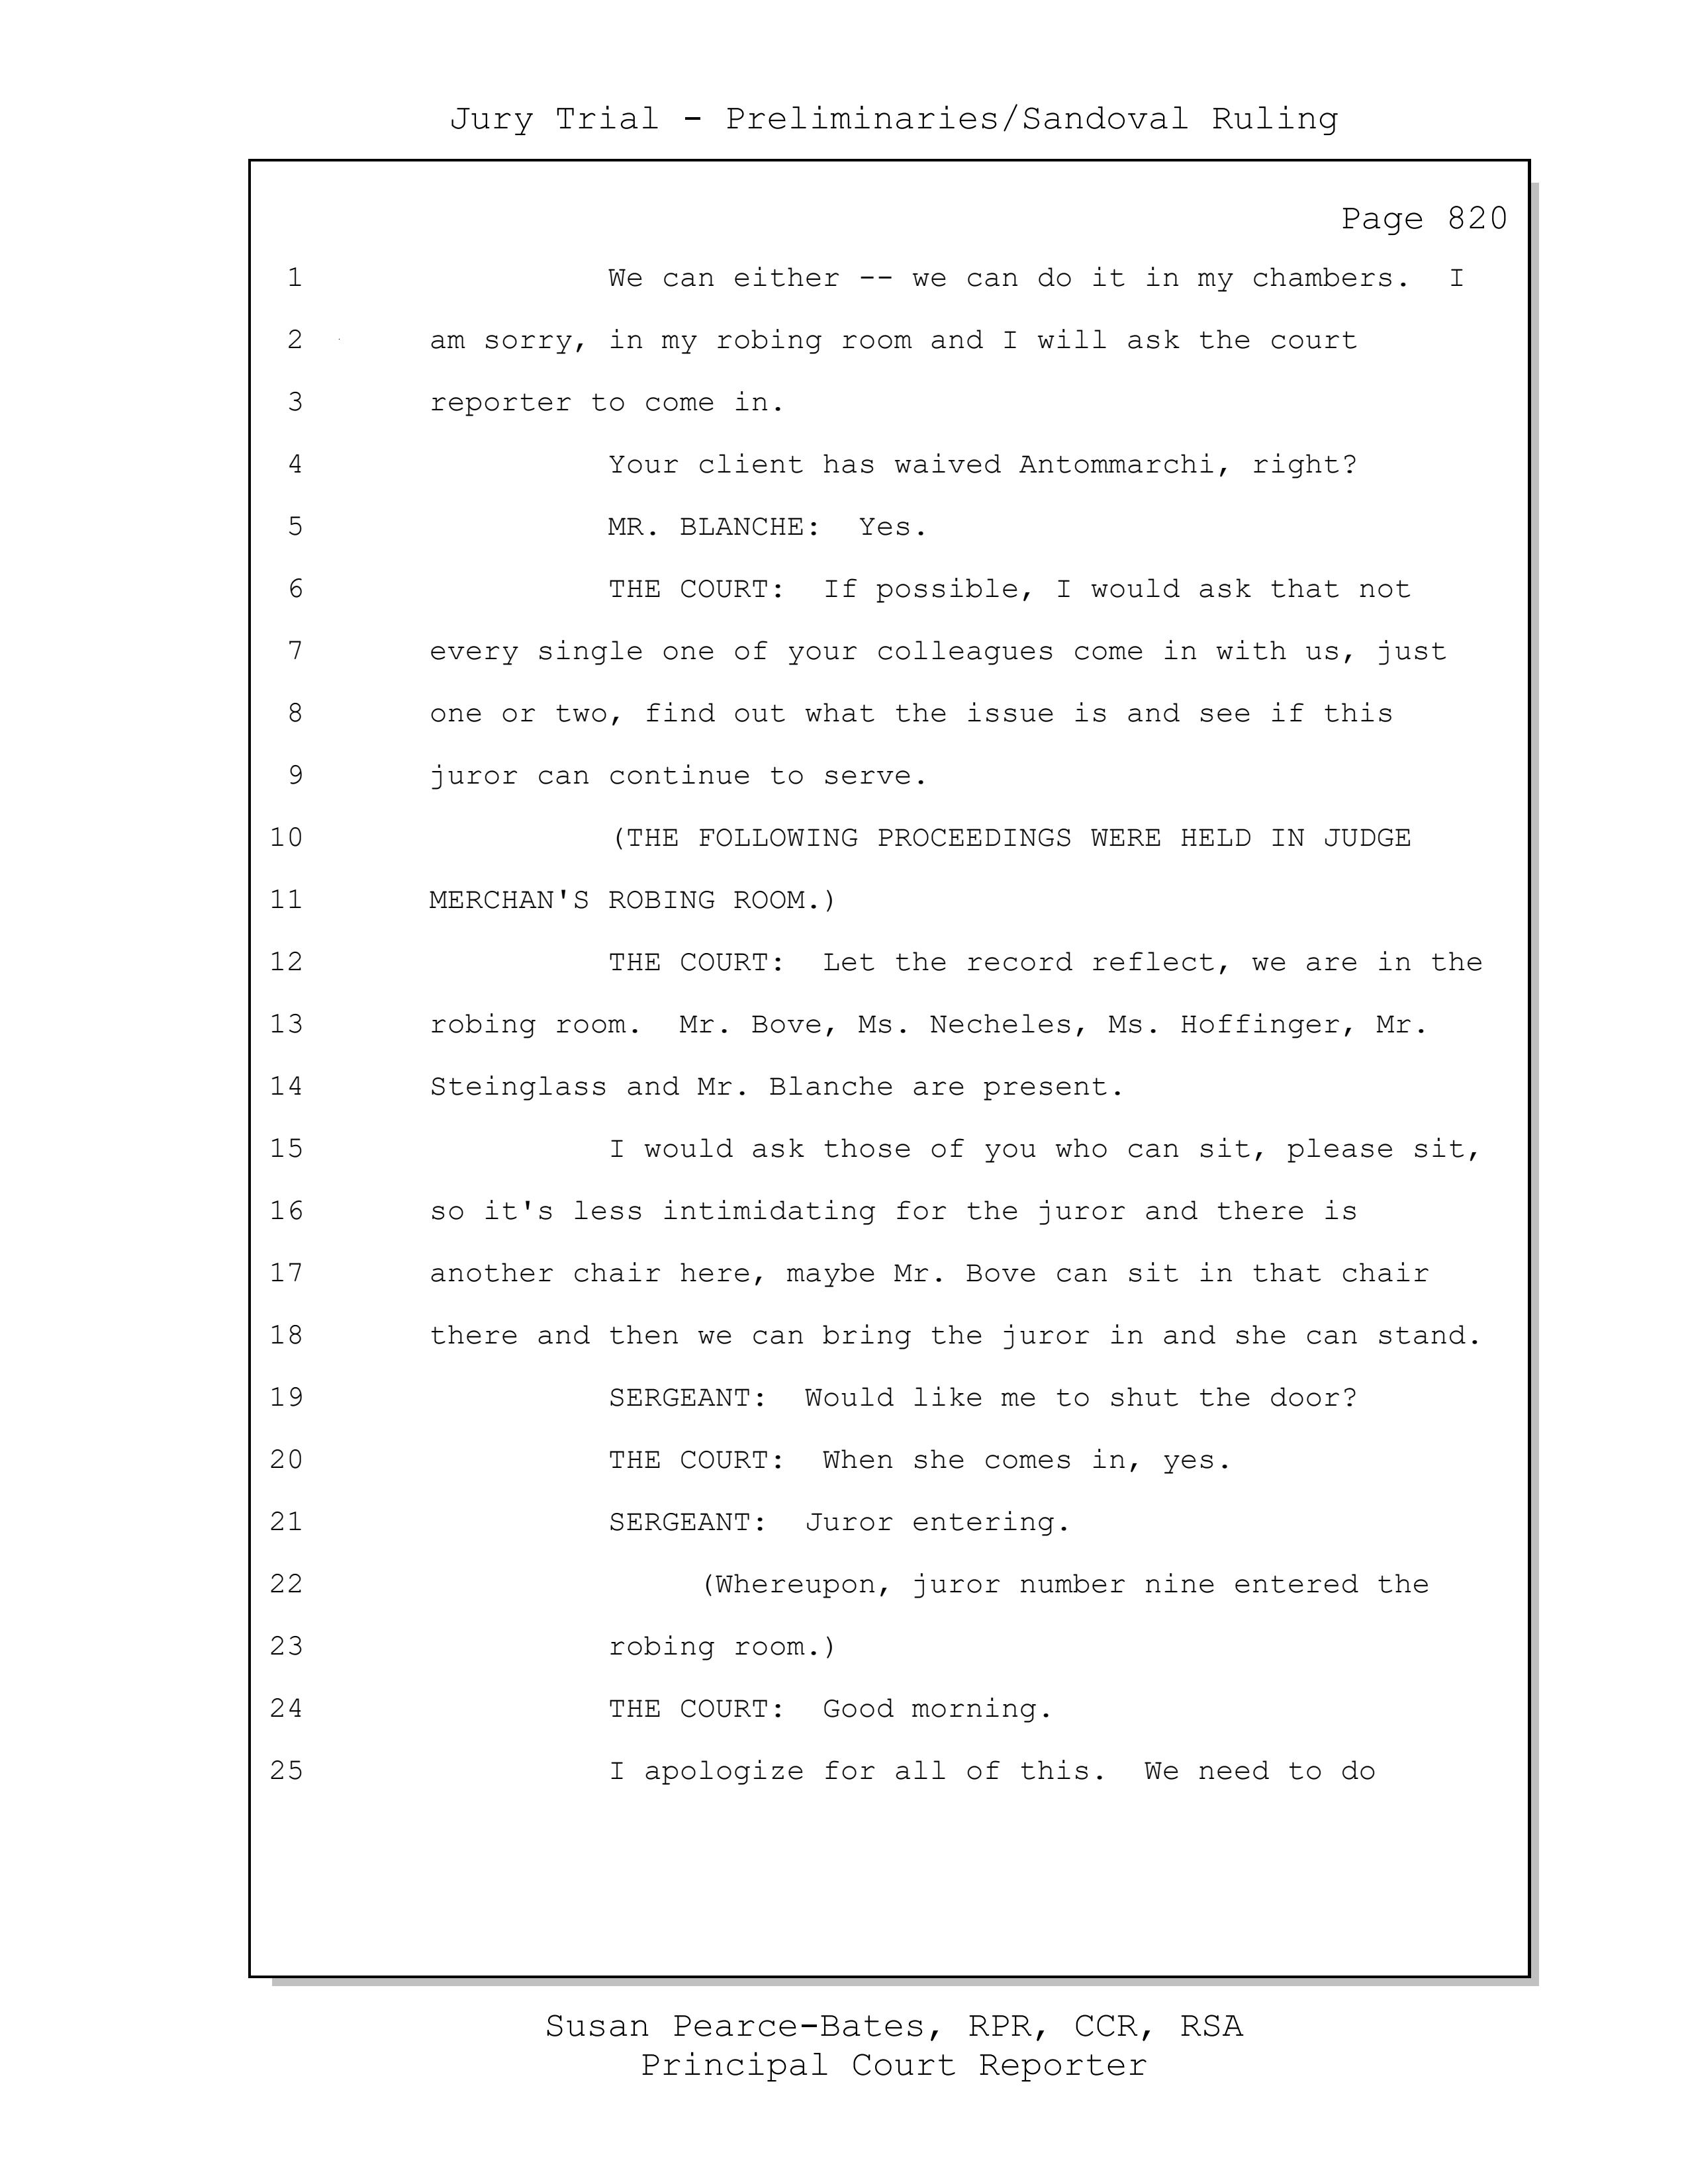 Jury Trial - Preliminaries/Sandoval Ruling
Page 820
1 We can either -- we can do it in my chambers. I
2 am sorry, in my robing room and I will ask the court
3 reporter to come in.
4 Your client has waived Antommarchi, right?
5 MR. BLANCHE: Yes.
6 THE COURT: If possible, I would ask that not
7 every single one of your colleagues come in with us, just
8 one or two, find out what the issue is and see if this
9 juror can continue to serve.
10 (THE FOLLOWING PROCEEDINGS WERE HELD IN JUDGE
11 MERCHAN'S ROBING ROOM.)
12 THE COURT: Let the record reflect, we are in the
13 robing room. Mr. Bove, Ms. Necheles, Ms. Hoffinger, Mr.
14 Steinglass and Mr. Blanche are present.
15 I would ask those of you who can sit, please sit,
16 so it's less intimidating for the juror and there is
17 another chair here, maybe Mr. Bove can sit in that chair
18 there and then we can bring the juror in and she can stand.
19 SERGEANT: Would like me to shut the door?
20 THE COURT: When she comes in, yes.
21 SERGEANT: Juror entering.
22 (Whereupon, juror number nine entered the
23 robing room.)
24 THE COURT: Good morning.
25 I apologize for all of this. We need to do
Susan Pearce-Bates, RPR, CCR, RSA
Principal Court Reporter